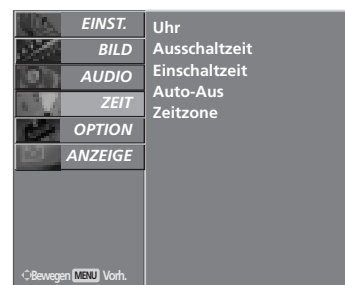 EINST.
BILD
AUDIO
ZEIT
OPTION
ANZEIGE
Uhr
Ausschaltzeit
Einschaltzeit
Auto-Aus
Zeitzone
Bewegen MENU Vorh.